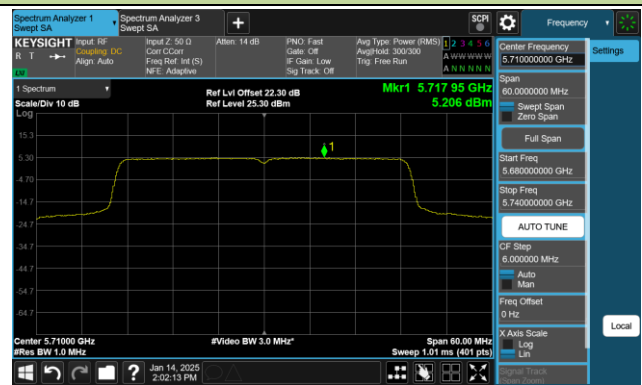 Spectrum Analyzer 1
Swept SA
Spectrum Analyzer 3
Swept SA
+
SCPI
Frequency
KEYSIGHT
R T
Input: RF
Coupling: DC
Align: Auto
Input Z: 50 Ω
Corr CCorr
Freq Ref: Int (S)
NFE: Adaptive
Atten: 14 dB
PNO: Fast
Gate: Off
IF Gain: Low
Sig Track: Off
Avg Type: Power (RMS)
Avg|Hold: 300/300
Trig: Free Run
1 2 3 4 5 6
A W W W W W
A N N N N N
1 Spectrum
Scale/Div 10 dB
Log
Ref Lvl Offset 22.30 dB
Ref Level 25.30 dBm
Mkr1 5.717 95 GHz
5.206 dBm
15.3
5.30
-4.70
-14.7
-24.7
-34.7
-44.7
-54.7
-64.7
1
Center 5.71000 GHz
#Res BW 1.0 MHz
#Video BW 3.0 MHz*
Span 60.00 MHz
Sweep 1.01 ms (401 pts)
Jan 14, 2025
2:02:13 PM
?
Center Frequency
5.710000000 GHz
Span
60.0000000 MHz
Swept Span
Zero Span
Full Span
Start Freq
5.680000000 GHz
Stop Freq
5.740000000 GHz
AUTO TUNE
CF Step
6.000000 MHz
Auto
Man
Freq Offset
0 Hz
X Axis Scale
Log
Lin
Signal Track
(Span Zoom)
Settings
Local